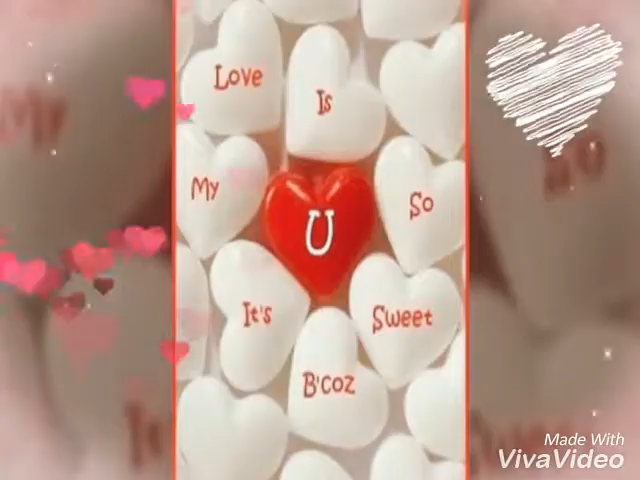 Love
Is
My
So
U
It's
Sweet
B'coz
Made With
VivaVideo